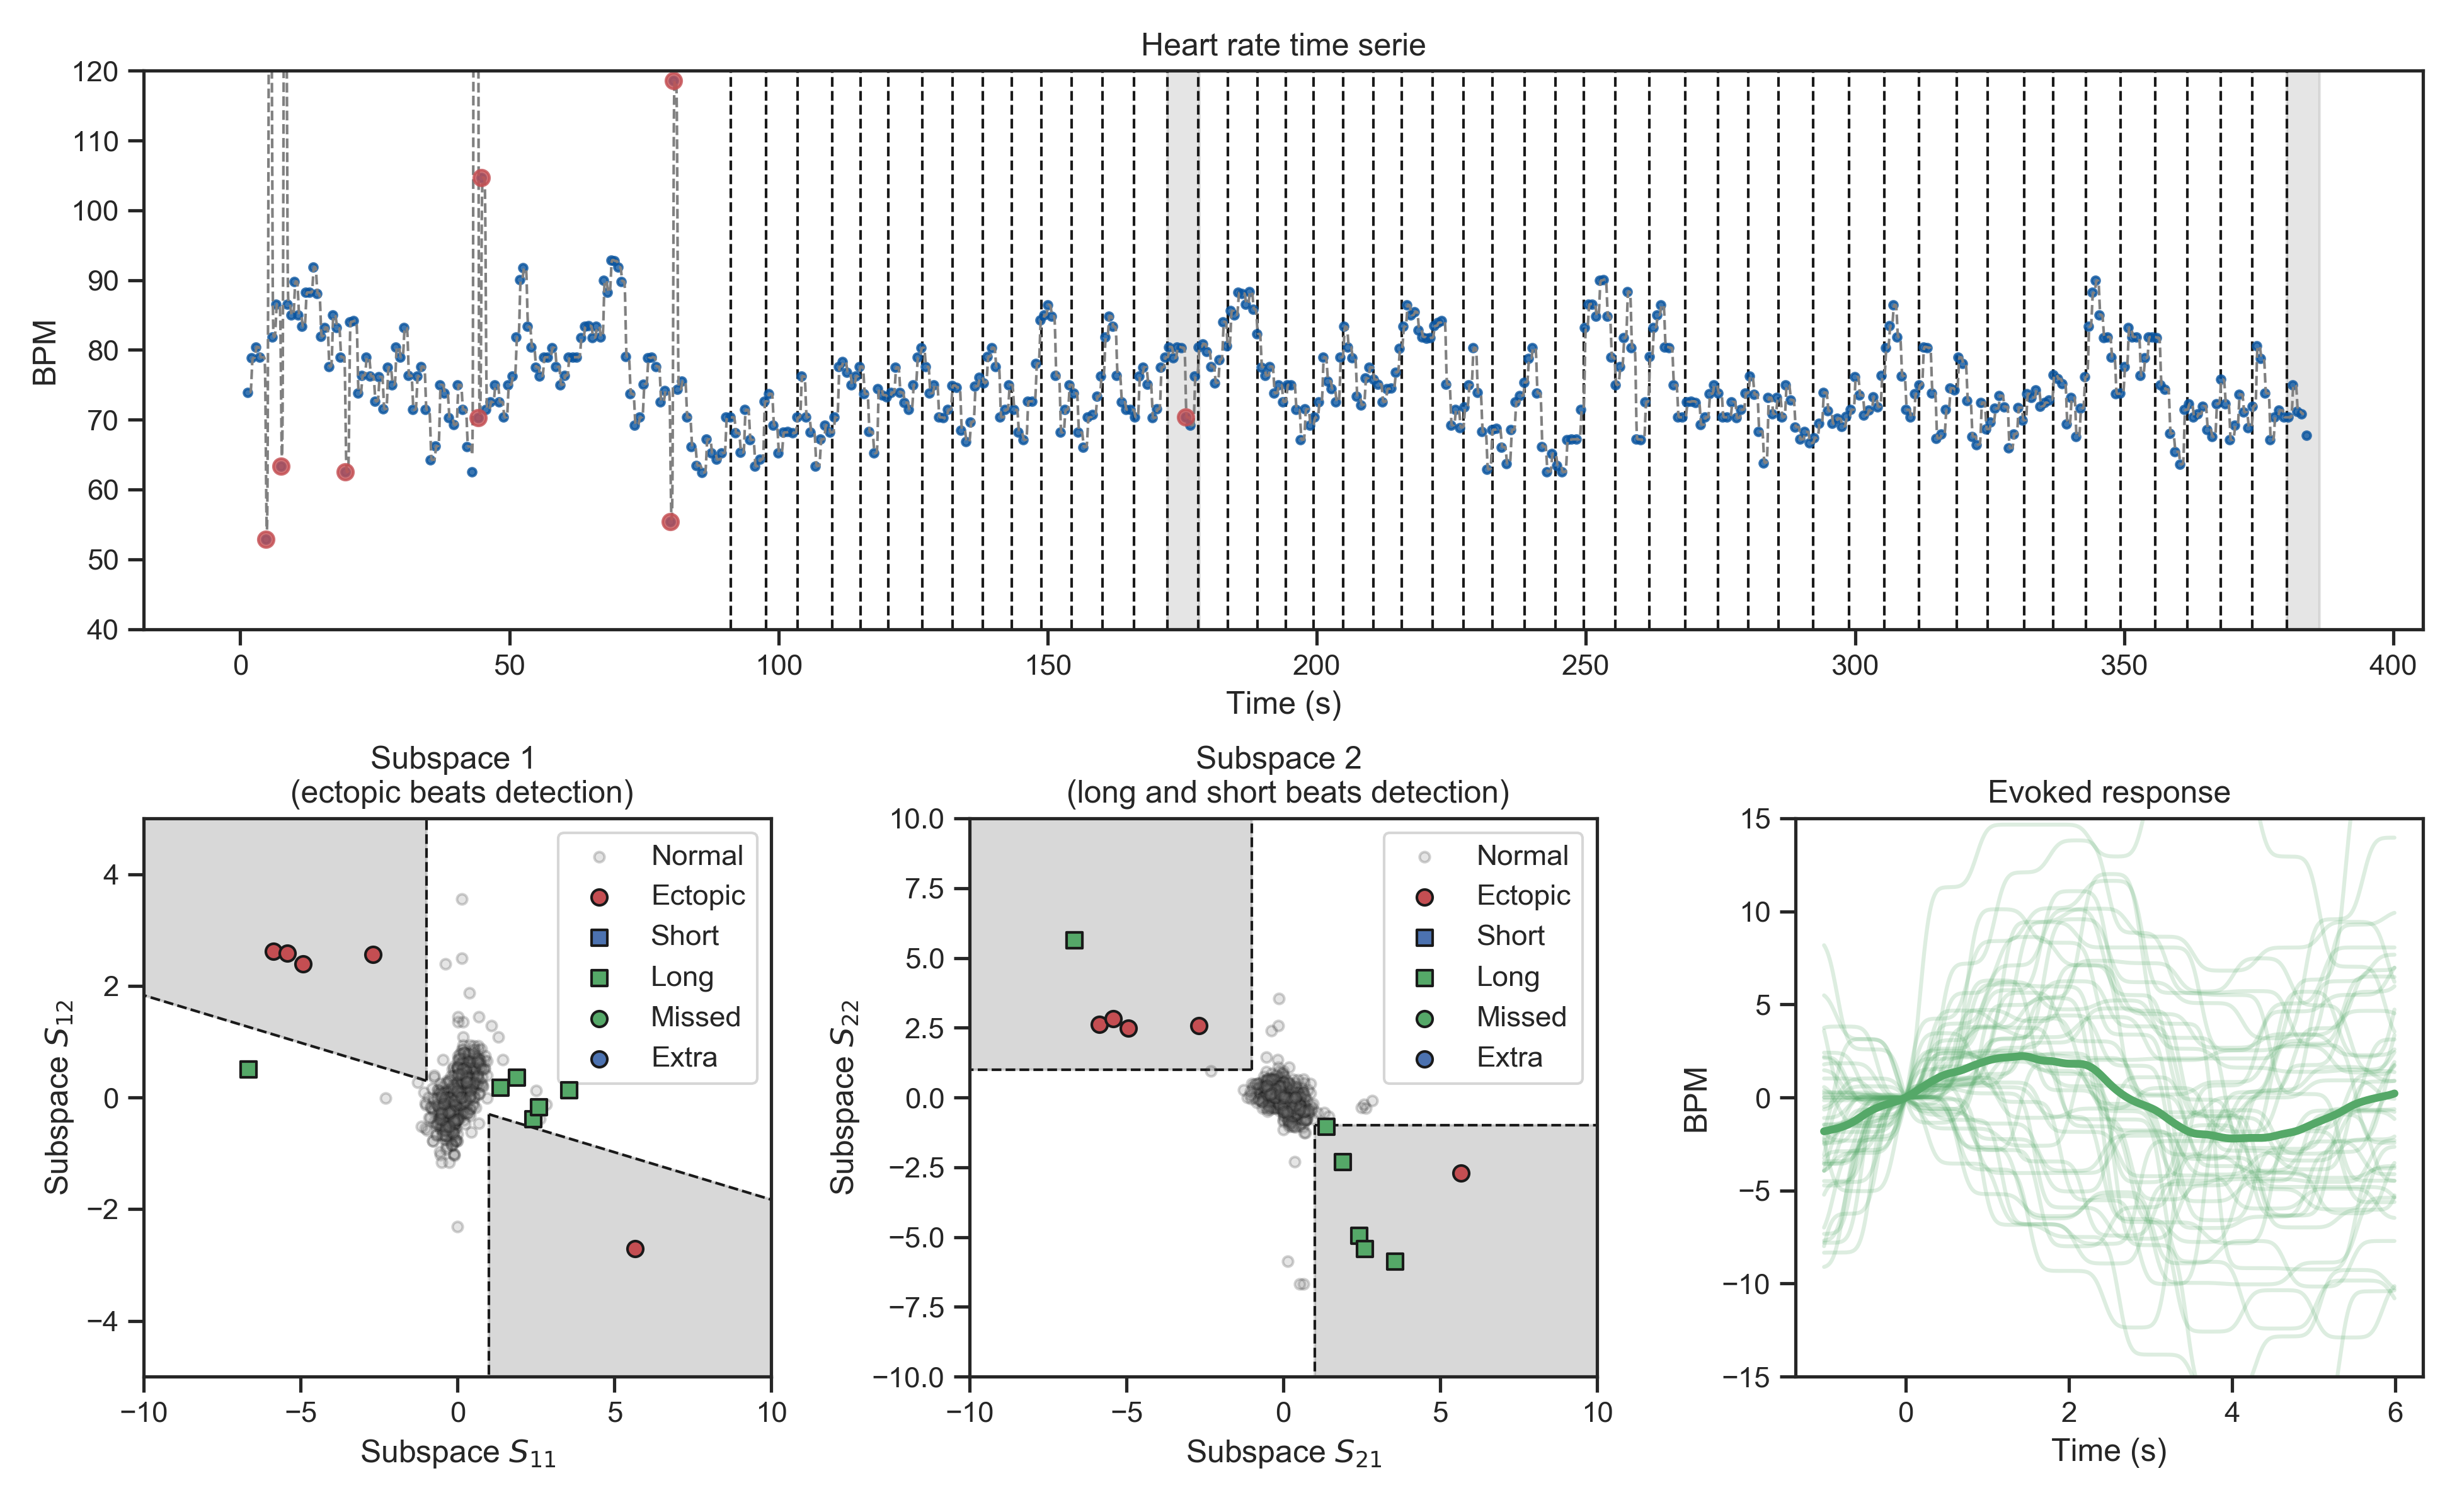 Heart rate time serie
120
110
100
90
80
70
60
50
40
BPM
0 50 100 150 200 250 300 350 400
Time (s)
Subspace 1
(ectopic beats detection)
4
2
0
−2
−4
Subspace S12
Normal
Ectopic
Short
Long
Missed
Extra
−10 −5 0 5 10
Subspace S11
Subspace 2
(long and short beats detection)
10.0
7.5
5.0
2.5
0.0
−2.5
−5.0
−7.5
−10.0
Subspace S22
Normal
Ectopic
Short
Long
Missed
Extra
−10 −5 0 5 10
Subspace S21
Evoked response
15
10
5
0
−5
−10
−15
BPM
0 2 4 6
Time (s)